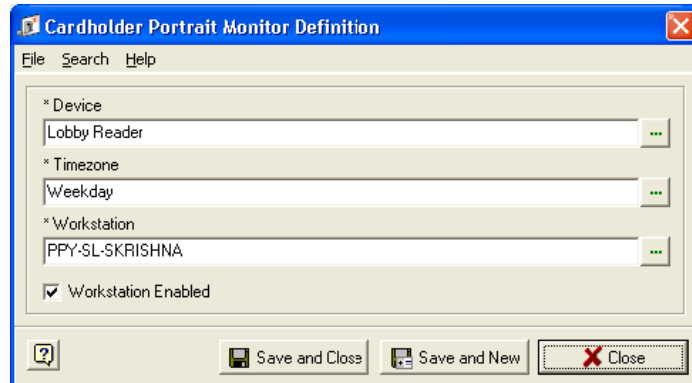 Cardholder Portrait Monitor Definition
File Search Help
* Device
Lobby Reader
* Timezone
Weekday
* Workstation
PPY-SL-SKRISHNA
Workstation Enabled
Save and Close Save and New Close